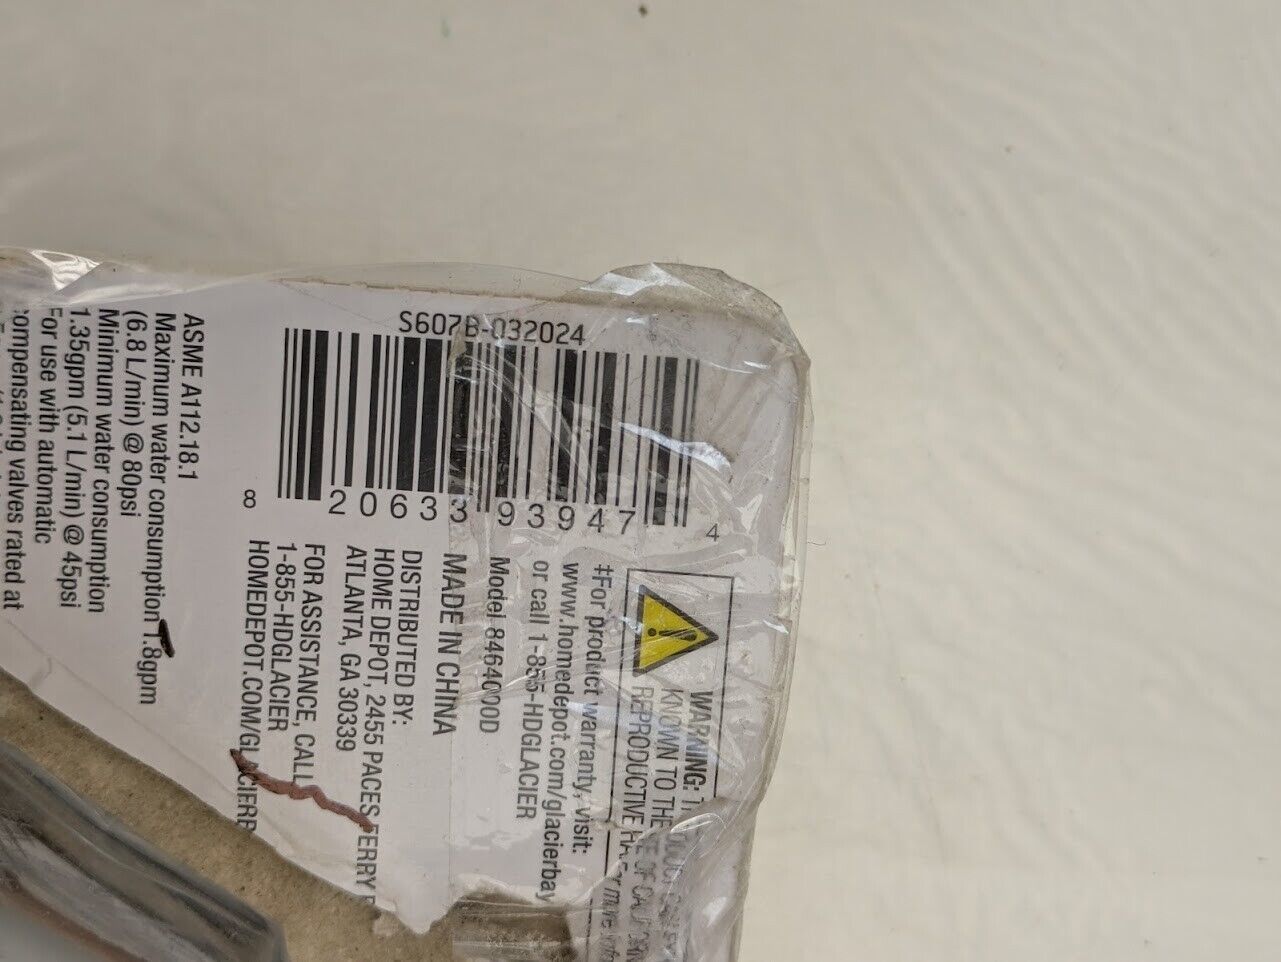 S607B-032024
8 20633 93947 4
ASME A112.18.1
Maximum water consumption 1.8gpm
(6.8 L/min) @ 80psi
Minimum water consumption
1.35gpm (5.1 L/min) @ 45psi
For use with automatic
compensating valves rated at
WARNING:
KNOWN TO THE OF
REPRODUCTIVE
‡For product warranty, visit:
www.homedepot.com/glacierbay
or call 1-855-HDGLACIER
Model 8464000D
MADE IN CHINA
DISTRIBUTED BY:
HOME DEPOT, 2455 PACES FERRY
ATLANTA, GA 30339
FOR ASSISTANCE, CALL
1-855-HDGLACIER
HOMEDEPOT.COM/GLACIERB